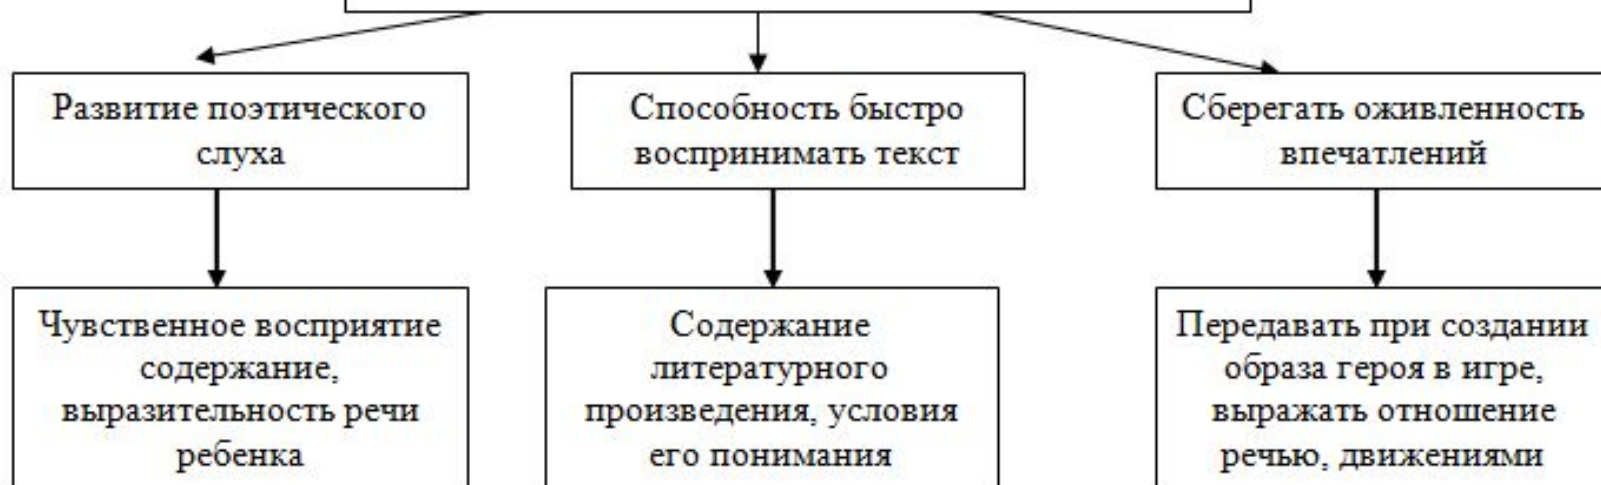 Развитие поэтического
слуха
Способность быстро
воспринимать текст
Сберегать оживленность
впечатлений
Чувственное восприятие
содержание,
выразительность речи
ребенка
Содержание
литературного
произведения, условия
его понимания
Передавать при создании
образа героя в игре,
выражать отношение
речью, движениями